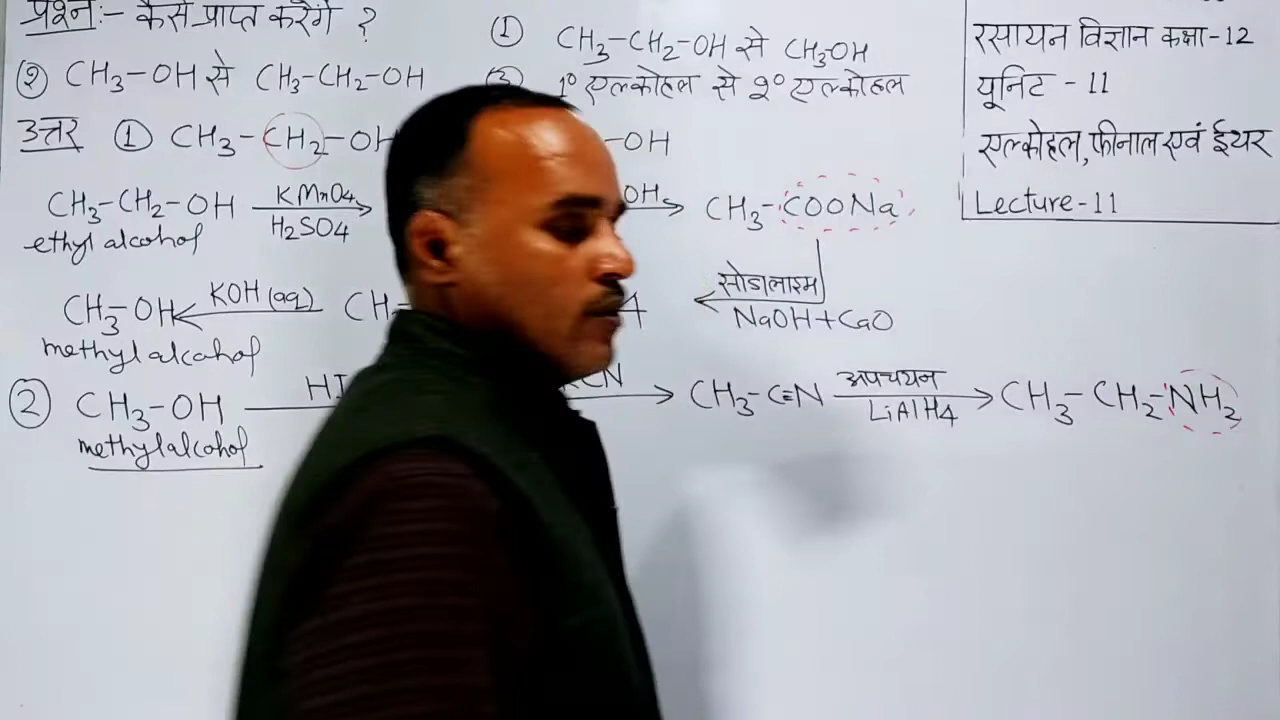 प्रश्न:- कैसे प्राप्त करेंगे ?
① CH₃-CH₂-OH से CH₃OH
② CH₃-OH से CH₃-CH₂-OH
1° एल्कोहल से 2° एल्कोहल
उत्तर ① CH₃-CH₂-OH -OH
CH₃-CH₂-OH KMnO₄ H₂SO₄ CH₃-COONa
ethyl alcohol
सोडालाइम
NaOH+CaO
CH₃-OH KOH(aq)
methyl alcohol
② CH₃-OH HI KCN CH₃-C≡N अपचयन LiAlH₄ CH₃-CH₂-NH₂
methyl alcohol
रसायन विज्ञान कक्षा-12
यूनिट - 11
एल्कोहल, फीनाल एवं ईथर
Lecture-11